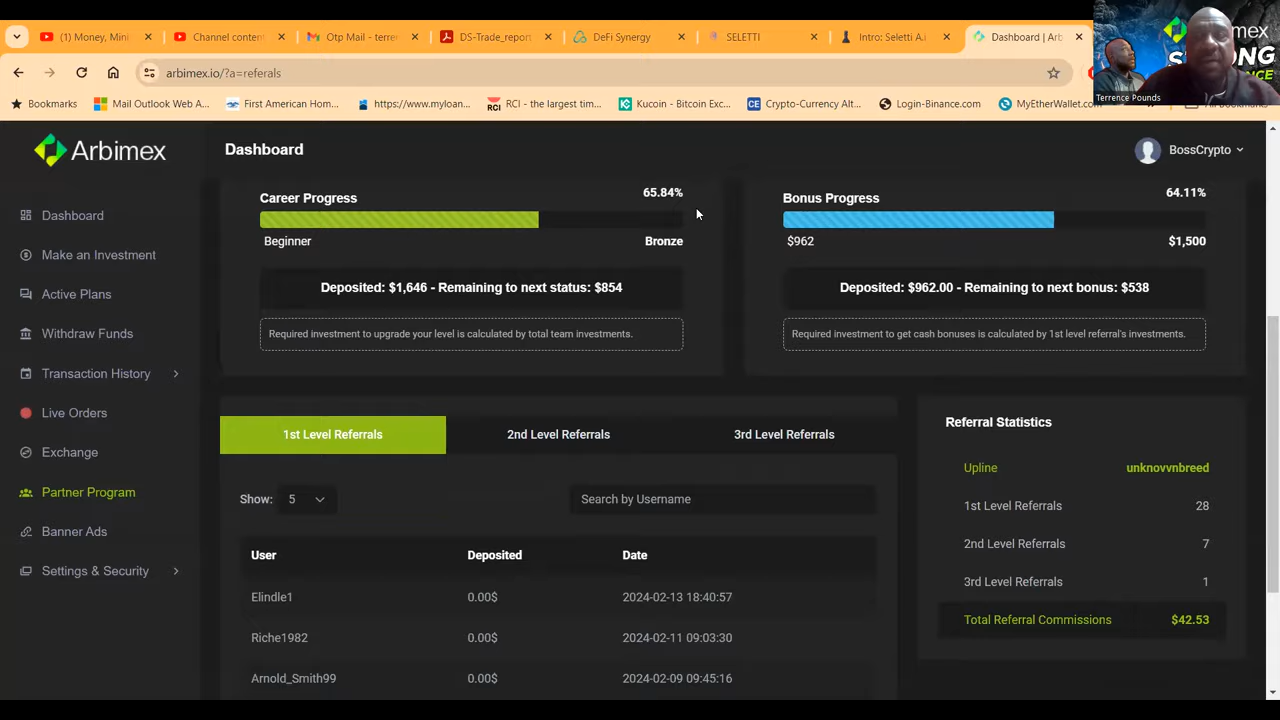 (1) Money, Min
Channel conten
Otp Mail - terre
DS-Trade_report
DeFi Synergy
SELETTI
Intro: Seletti A.i
Dashboard | Arb
arbimex.io/?a=referals
Terrence Pounds
Bookmarks
Mail Outlook Web A...
First American Hom...
https://www.myloan...
RCI - the largest tim...
Kucoin - Bitcoin Exc...
Crypto-Currency Alt...
Login-Binance.com
MyEtherWallet.com
Arbimex
Dashboard
BossCrypto
Dashboard
Make an Investment
Active Plans
Withdraw Funds
Transaction History
Live Orders
Exchange
Partner Program
Banner Ads
Settings & Security
Career Progress
65.84%
Beginner
Bronze
Deposited: $1,646 - Remaining to next status: $854
Required investment to upgrade your level is calculated by total team investments.
Bonus Progress
64.11%
$962
$1,500
Deposited: $962.00 - Remaining to next bonus: $538
Required investment to get cash bonuses is calculated by 1st level referral's investments.
1st Level Referrals
2nd Level Referrals
3rd Level Referrals
Show: 5
Search by Username
User Deposited Date
Elindle1 0.00$ 2024-02-13 18:40:57
Riche1982 0.00$ 2024-02-11 09:03:30
Arnold_Smith99 0.00$ 2024-02-09 09:45:16
Referral Statistics
Upline unknovvnbreed
1st Level Referrals 28
2nd Level Referrals 7
3rd Level Referrals 1
Total Referral Commissions $42.53